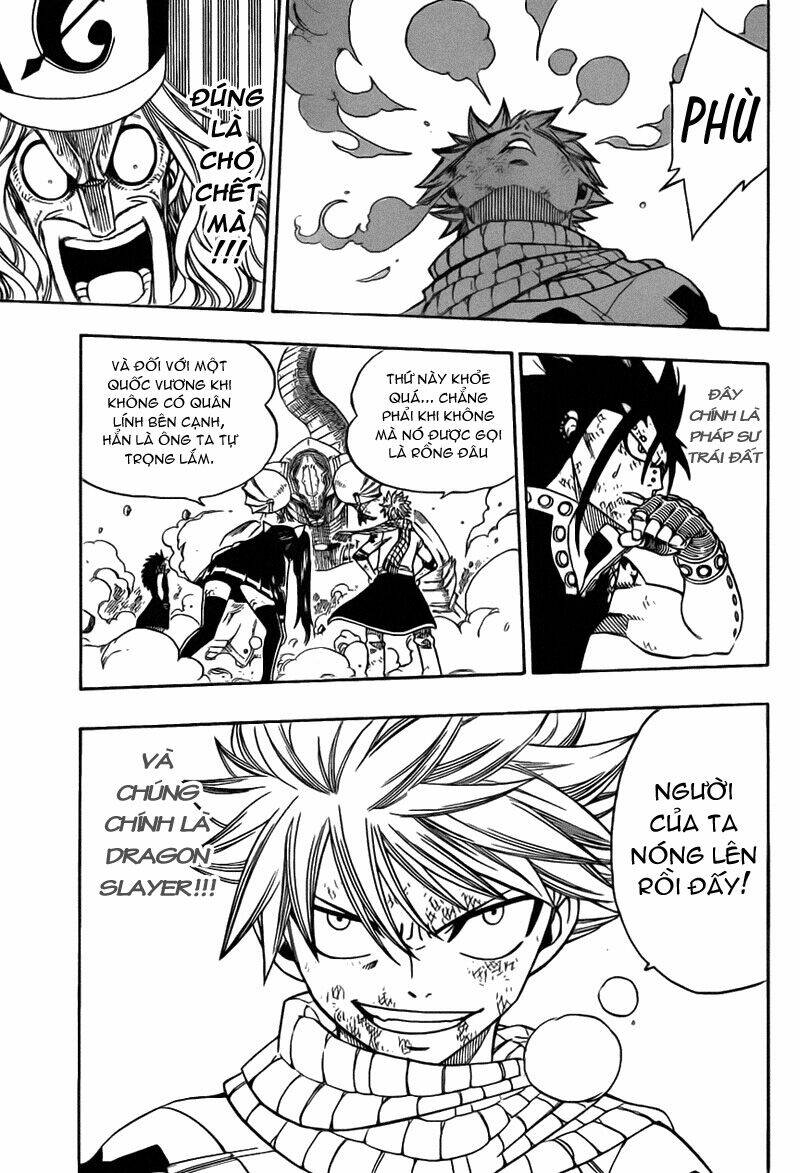 PHÙ
ĐÚNG
LÀ CHÓ
CHẾT
MÀ
!!!
ĐÂY
CHÍNH LÀ
PHÁP SƯ
TRÁI ĐẤT
THỨ NÀY KHỎE
QUÁ... CHẲNG
PHẢI KHI KHÔNG
MÀ NÓ ĐƯỢC GỌI
LÀ RỒNG ĐÂU
VÀ ĐỐI VỚI MỘT
QUỐC VƯƠNG KHI
KHÔNG CÓ QUÂN
LÍNH BÊN CẠNH,
HẲN LÀ ÔNG TA TỰ
TRỌNG LẮM.
NGƯỜI
CỦA TA
NÓNG LÊN
RỒI ĐẤY!
VÀ
CHÚNG
CHÍNH LÀ
DRAGON
SLAYER!!!